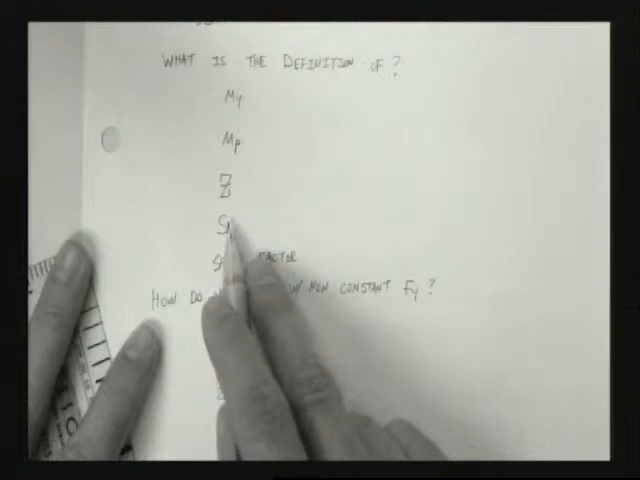 WHAT IS THE DEFINITION OF?
My
Mp
Z
FACTOR
HOW DO W/ NON CONSTANT Fy?